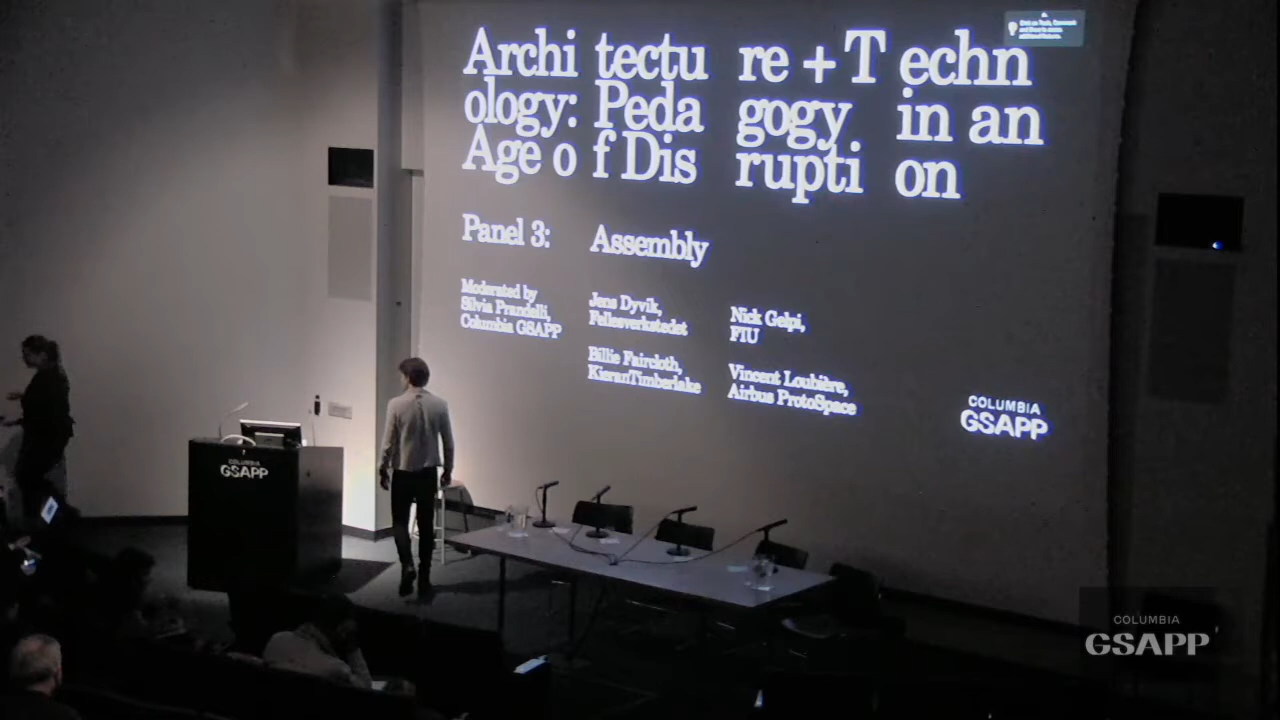 Archi tectu re + T echn
ology: Peda gogy in an
Age o f Dis rupti on
Panel 3: Assembly
Moderated by
Silvia Prandelli,
Columbia GSAPP
Jens Dyvik,
Fellesverkstedet
Billie Faircloth,
KieranTimberlake
Nick Gelpi,
FIU
Vincent Loubière,
Airbus ProtoSpace
COLUMBIA
GSAPP
COLUMBIA
GSAPP
COLUMBIA
GSAPP